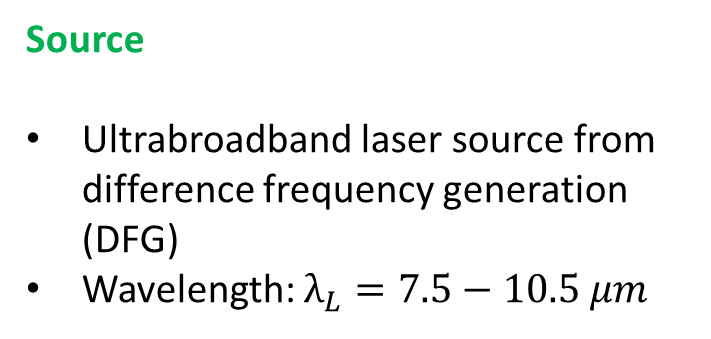 Source
• Ultrabroadband laser source from
difference frequency generation
(DFG)
• Wavelength: λ_L = 7.5 − 10.5 μm